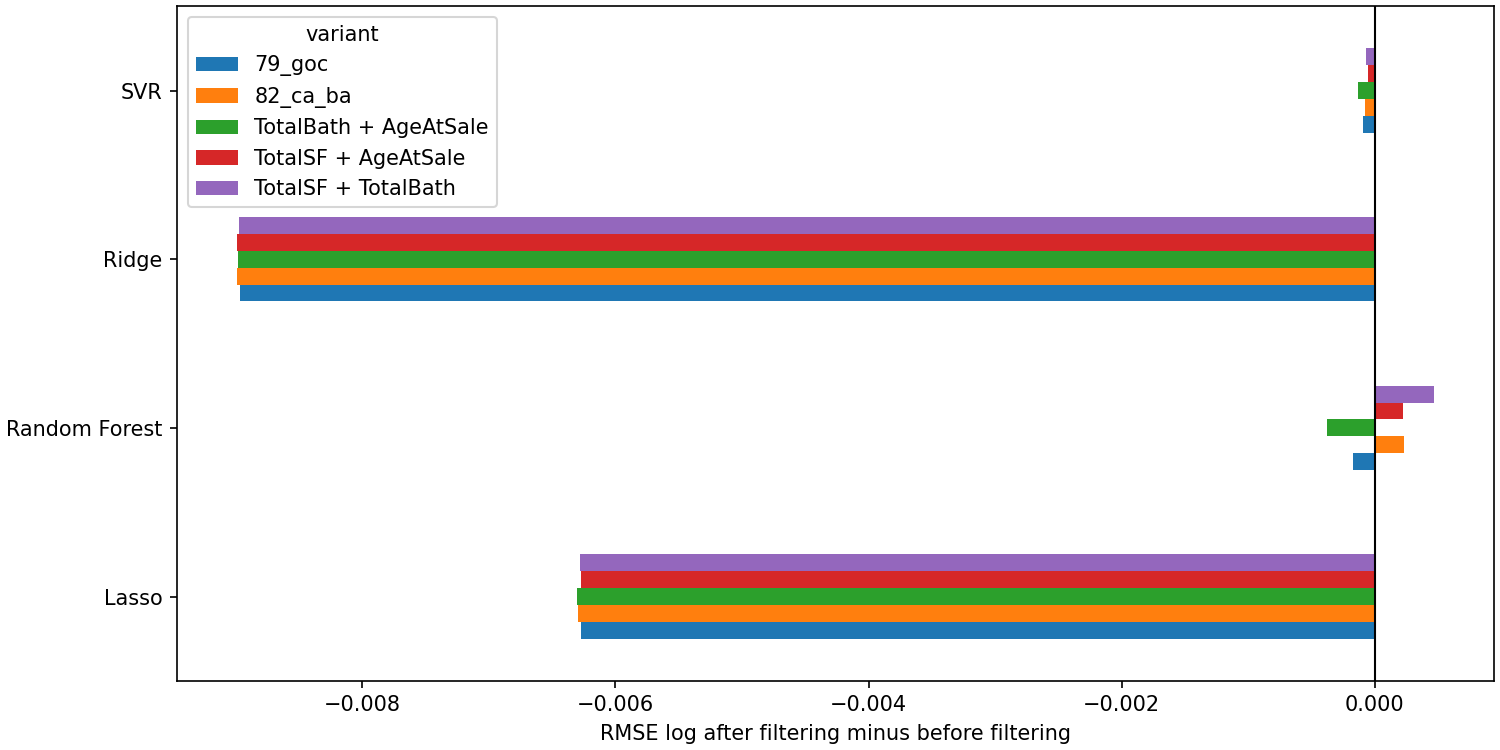 variant
79_goc
82_ca_ba
TotalBath + AgeAtSale
TotalSF + AgeAtSale
TotalSF + TotalBath
SVR
Ridge
Random Forest
Lasso
−0.008 −0.006 −0.004 −0.002 0.000
RMSE log after filtering minus before filtering